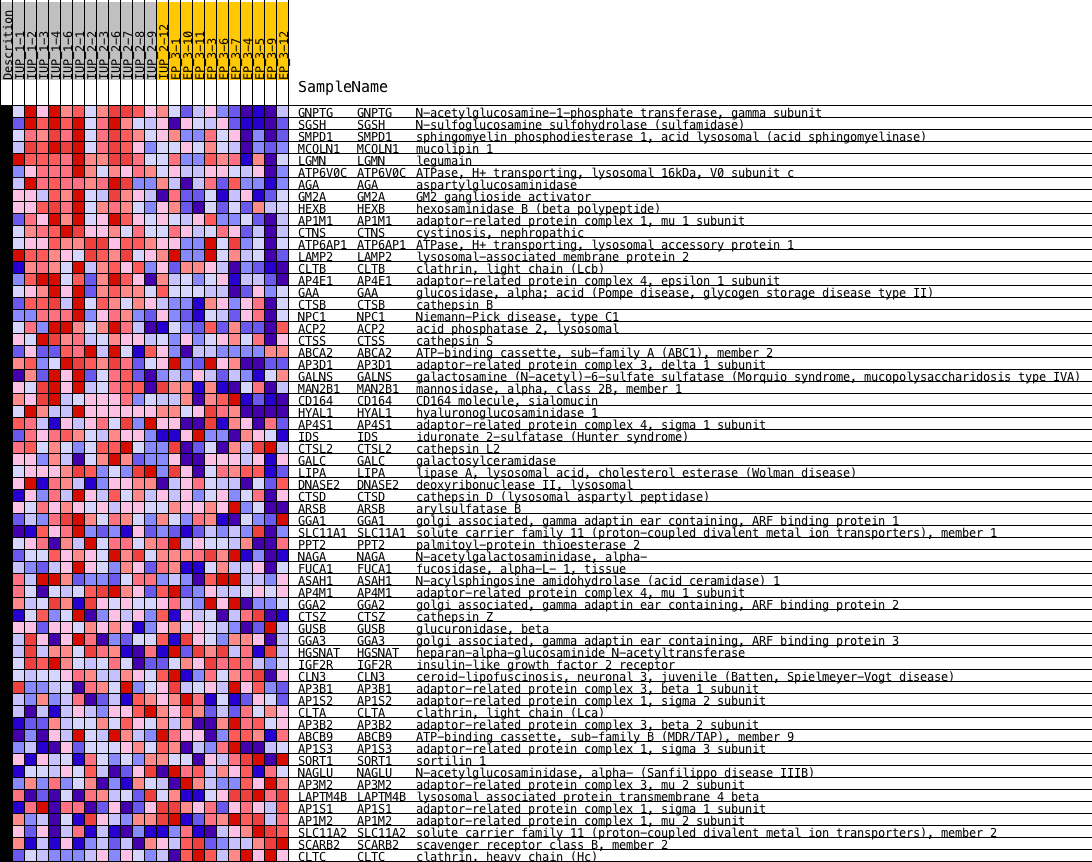 Descrition
IUP_1-1
IUP_1-2
IUP_1-3
IUP_1-4
IUP_1-6
IUP_2-1
IUP_2-2
IUP_2-3
IUP_2-6
IUP_2-7
IUP_2-8
IUP_2-9
IUP_2-12
EP_3-1
EP_3-10
EP_3-11
EP_3-3
EP_3-6
EP_3-7
EP_3-4
EP_3-5
EP_3-9
EP_3-12
SampleName
GNPTG GNPTG N-acetylglucosamine-1-phosphate transferase, gamma subunit
SGSH SGSH N-sulfoglucosamine sulfohydrolase (sulfamidase)
SMPD1 SMPD1 sphingomyelin phosphodiesterase 1, acid lysosomal (acid sphingomyelinase)
MCOLN1 MCOLN1 mucolipin 1
LGMN LGMN legumain
ATP6V0C ATP6V0C ATPase, H+ transporting, lysosomal 16kDa, V0 subunit c
AGA AGA aspartylglucosaminidase
GM2A GM2A GM2 ganglioside activator
HEXB HEXB hexosaminidase B (beta polypeptide)
AP1M1 AP1M1 adaptor-related protein complex 1, mu 1 subunit
CTNS CTNS cystinosis, nephropathic
ATP6AP1 ATP6AP1 ATPase, H+ transporting, lysosomal accessory protein 1
LAMP2 LAMP2 lysosomal-associated membrane protein 2
CLTB CLTB clathrin, light chain (Lcb)
AP4E1 AP4E1 adaptor-related protein complex 4, epsilon 1 subunit
GAA GAA glucosidase, alpha; acid (Pompe disease, glycogen storage disease type II)
CTSB CTSB cathepsin B
NPC1 NPC1 Niemann-Pick disease, type C1
ACP2 ACP2 acid phosphatase 2, lysosomal
CTSS CTSS cathepsin S
ABCA2 ABCA2 ATP-binding cassette, sub-family A (ABC1), member 2
AP3D1 AP3D1 adaptor-related protein complex 3, delta 1 subunit
GALNS GALNS galactosamine (N-acetyl)-6-sulfate sulfatase (Morquio syndrome, mucopolysaccharidosis type IVA)
MAN2B1 MAN2B1 mannosidase, alpha, class 2B, member 1
CD164 CD164 CD164 molecule, sialomucin
HYAL1 HYAL1 hyaluronoglucosaminidase 1
AP4S1 AP4S1 adaptor-related protein complex 4, sigma 1 subunit
IDS IDS iduronate 2-sulfatase (Hunter syndrome)
CTSL2 CTSL2 cathepsin L2
GALC GALC galactosylceramidase
LIPA LIPA lipase A, lysosomal acid, cholesterol esterase (Wolman disease)
DNASE2 DNASE2 deoxyribonuclease II, lysosomal
CTSD CTSD cathepsin D (lysosomal aspartyl peptidase)
ARSB ARSB arylsulfatase B
GGA1 GGA1 golgi associated, gamma adaptin ear containing, ARF binding protein 1
SLC11A1 SLC11A1 solute carrier family 11 (proton-coupled divalent metal ion transporters), member 1
PPT2 PPT2 palmitoyl-protein thioesterase 2
NAGA NAGA N-acetylgalactosaminidase, alpha-
FUCA1 FUCA1 fucosidase, alpha-L- 1, tissue
ASAH1 ASAH1 N-acylsphingosine amidohydrolase (acid ceramidase) 1
AP4M1 AP4M1 adaptor-related protein complex 4, mu 1 subunit
GGA2 GGA2 golgi associated, gamma adaptin ear containing, ARF binding protein 2
CTSZ CTSZ cathepsin Z
GUSB GUSB glucuronidase, beta
GGA3 GGA3 golgi associated, gamma adaptin ear containing, ARF binding protein 3
HGSNAT HGSNAT heparan-alpha-glucosaminide N-acetyltransferase
IGF2R IGF2R insulin-like growth factor 2 receptor
CLN3 CLN3 ceroid-lipofuscinosis, neuronal 3, juvenile (Batten, Spielmeyer-Vogt disease)
AP3B1 AP3B1 adaptor-related protein complex 3, beta 1 subunit
AP1S2 AP1S2 adaptor-related protein complex 1, sigma 2 subunit
CLTA CLTA clathrin, light chain (Lca)
AP3B2 AP3B2 adaptor-related protein complex 3, beta 2 subunit
ABCB9 ABCB9 ATP-binding cassette, sub-family B (MDR/TAP), member 9
AP1S3 AP1S3 adaptor-related protein complex 1, sigma 3 subunit
SORT1 SORT1 sortilin 1
NAGLU NAGLU N-acetylglucosaminidase, alpha- (Sanfilippo disease IIIB)
AP3M2 AP3M2 adaptor-related protein complex 3, mu 2 subunit
LAPTM4B LAPTM4B lysosomal associated protein transmembrane 4 beta
AP1S1 AP1S1 adaptor-related protein complex 1, sigma 1 subunit
AP1M2 AP1M2 adaptor-related protein complex 1, mu 2 subunit
SLC11A2 SLC11A2 solute carrier family 11 (proton-coupled divalent metal ion transporters), member 2
SCARB2 SCARB2 scavenger receptor class B, member 2
CLTC CLTC clathrin, heavy chain (Hc)